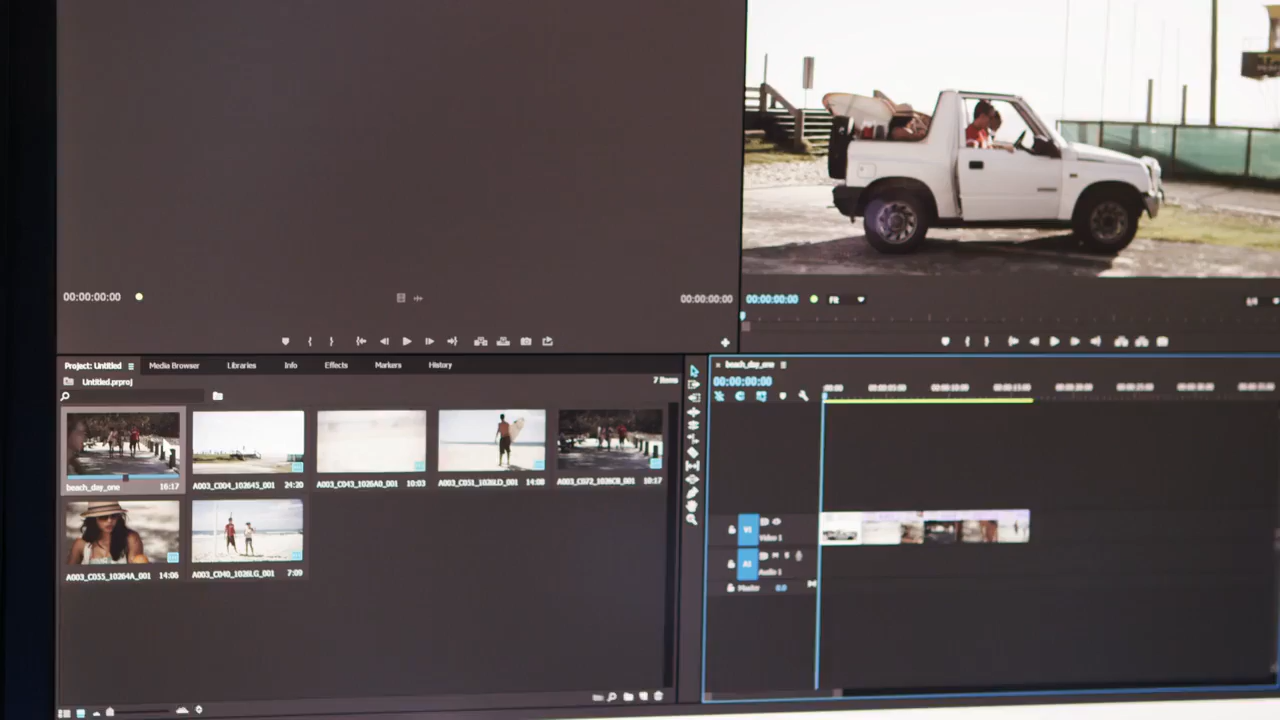 00:00:00:00
00:00:00:00
00:00:00:00 Fit
Project: Untitled Media Browser Libraries Info Effects Markers History
Untitled.prproj
7 Items
beach_day_one 16:17
A003_C004_102645_001 24:20
A003_C043_1026A0_001 10:03
A003_C051_1026LD_001 14:08
A003_C072_1026CB_001 10:17
A003_C055_10264A_001 14:06
A003_C040_1026LG_001 7:09
beach_day_one
00:00:00:00
V1 Video 1
A1 M S
Audio 1
Master 0.0